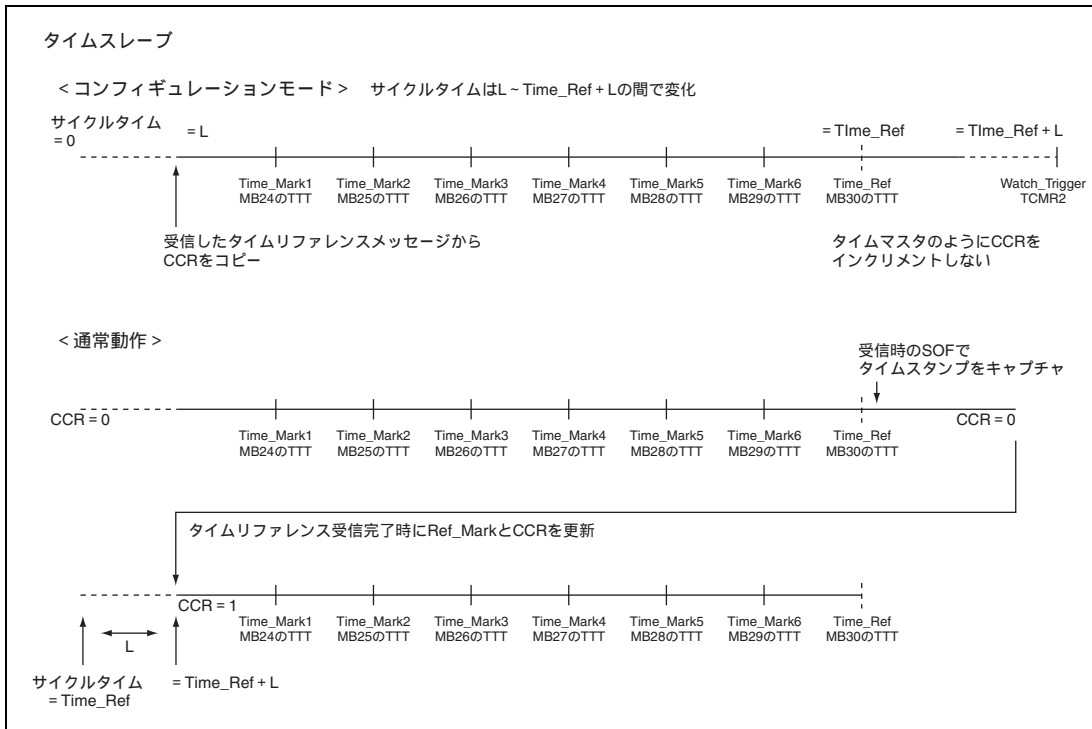 タイムスレーブ
＜コンフィギュレーションモード＞ サイクルタイムはL ~ Time_Ref + Lの間で変化
サイクルタイム
= 0
= L
= TIme_Ref
= TIme_Ref + L
Time_Mark1
MB24のTTT
Time_Mark2
MB25のTTT
Time_Mark3
MB26のTTT
Time_Mark4
MB27のTTT
Time_Mark5
MB28のTTT
Time_Mark6
MB29のTTT
Time_Ref
MB30のTTT
Watch_Trigger
TCMR2
受信したタイムリファレンスメッセージから
CCRをコピー
タイムマスタのようにCCRを
インクリメントしない
＜通常動作＞
受信時のSOFで
タイムスタンプをキャプチャ
CCR = 0
CCR = 0
Time_Mark1
MB24のTTT
Time_Mark2
MB25のTTT
Time_Mark3
MB26のTTT
Time_Mark4
MB27のTTT
Time_Mark5
MB28のTTT
Time_Mark6
MB29のTTT
Time_Ref
MB30のTTT
タイムリファレンス受信完了時にRef_MarkとCCRを更新
CCR = 1
Time_Mark1
MB24のTTT
Time_Mark2
MB25のTTT
Time_Mark3
MB26のTTT
Time_Mark4
MB27のTTT
Time_Mark5
MB28のTTT
Time_Mark6
MB29のTTT
Time_Ref
MB30のTTT
L
サイクルタイム
= Time_Ref
= Time_Ref + L